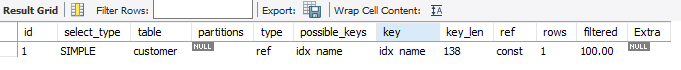 Result Grid Filter Rows: Export: Wrap Cell Content:
id select_type table partitions type possible_keys key key_len ref rows filtered Extra
1 SIMPLE customer NULL ref idx_name idx_name 138 const 1 100.00 NULL